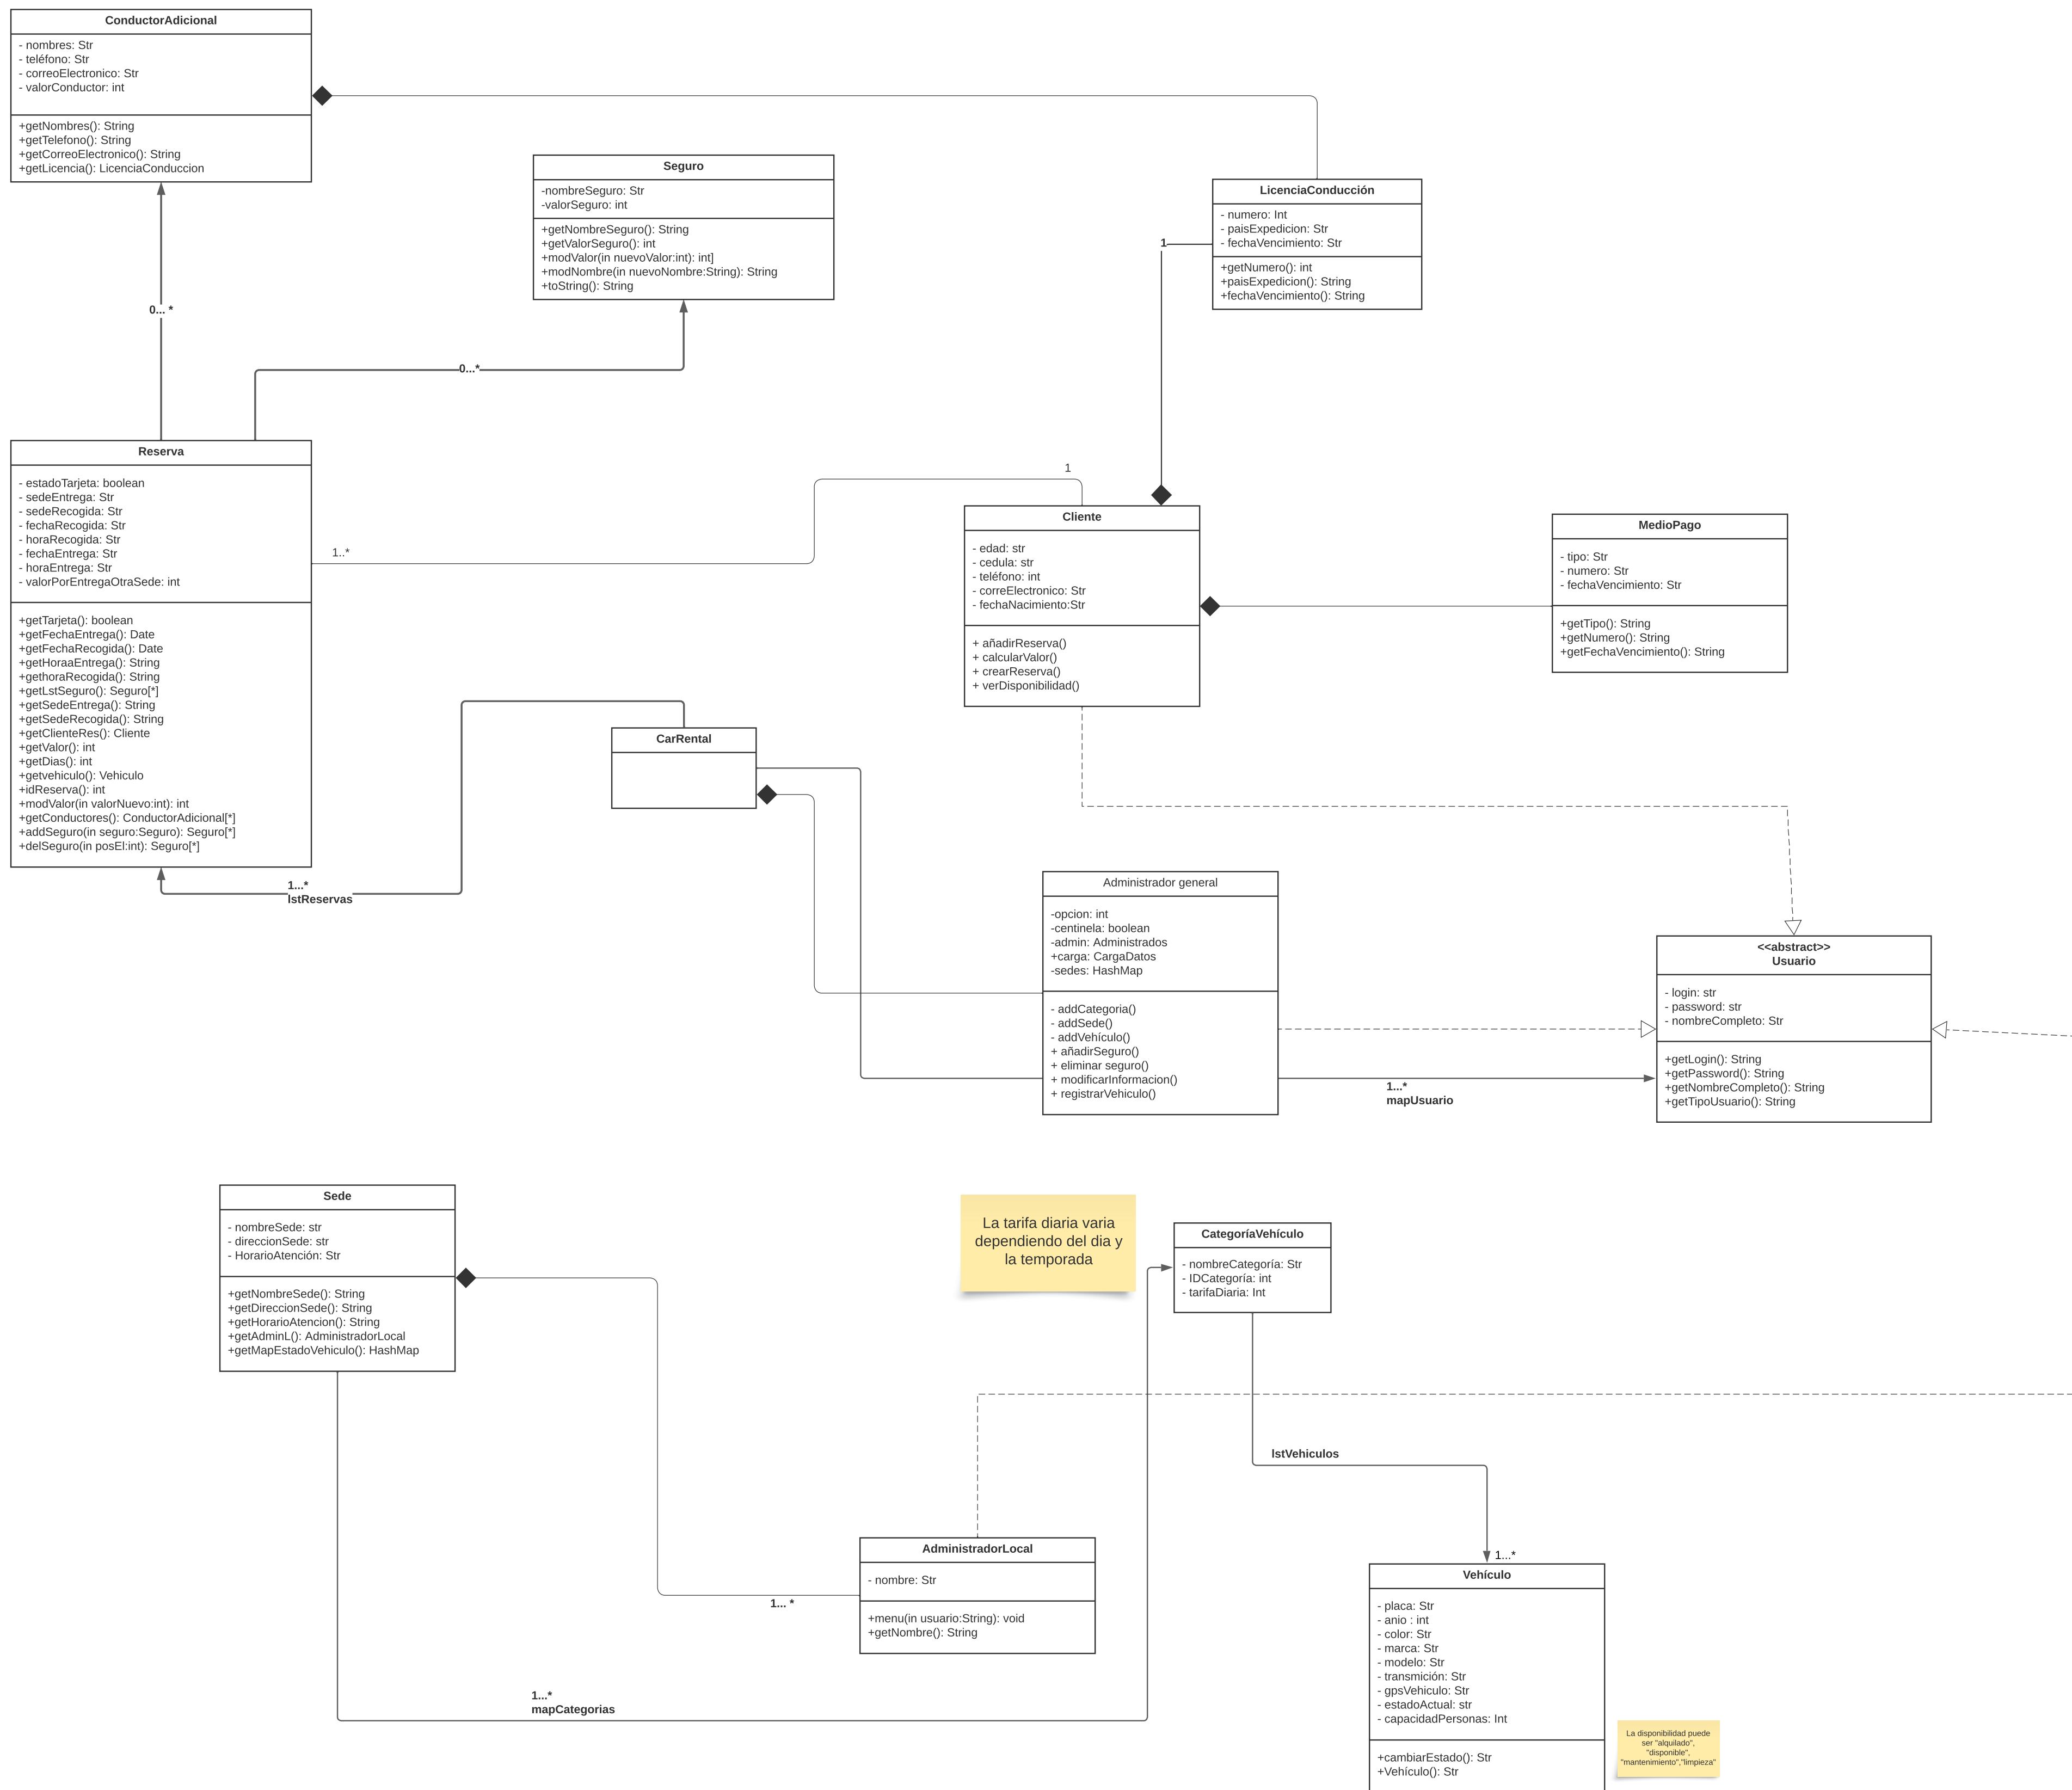 ConductorAdicional
- nombres: Str
- teléfono: Str
- correoElectronico: Str
- valorConductor: int
+getNombres(): String
+getTelefono(): String
+getCorreoElectronico(): String
+getLicencia(): LicenciaConduccion
Seguro
-nombreSeguro: Str
-valorSeguro: int
+getNombreSeguro(): String
+getValorSeguro(): int
+modValor(in nuevoValor:int): int]
+modNombre(in nuevoNombre:String): String
+toString(): String
LicenciaConducción
- numero: Int
- paisExpedicion: Str
- fechaVencimiento: Str
+getNumero(): int
+paisExpedicion(): String
+fechaVencimiento(): String
1
0... *
0...*
Reserva
- estadoTarjeta: boolean
- sedeEntrega: Str
- sedeRecogida: Str
- fechaRecogida: Str
- horaRecogida: Str
- fechaEntrega: Str
- horaEntrega: Str
- valorPorEntregaOtraSede: int
+getTarjeta(): boolean
+getFechaEntrega(): Date
+getFechaRecogida(): Date
+getHoraaEntrega(): String
+gethoraRecogida(): String
+getLstSeguro(): Seguro[*]
+getSedeEntrega(): String
+getSedeRecogida(): String
+getClienteRes(): Cliente
+getValor(): int
+getDias(): int
+getvehiculo(): Vehiculo
+idReserva(): int
+modValor(in valorNuevo:int): int
+getConductores(): ConductorAdicional[*]
+addSeguro(in seguro:Seguro): Seguro[*]
+delSeguro(in posEl:int): Seguro[*]
1
1..*
Cliente
- edad: str
- cedula: str
- teléfono: int
- correElectronico: Str
- fechaNacimiento:Str
+ añadirReserva()
+ calcularValor()
+ crearReserva()
+ verDisponibilidad()
MedioPago
- tipo: Str
- numero: Str
- fechaVencimiento: Str
+getTipo(): String
+getNumero(): String
+getFechaVencimiento(): String
CarRental
1...*
lstReservas
Administrador general
-opcion: int
-centinela: boolean
-admin: Administrados
+carga: CargaDatos
-sedes: HashMap
- addCategoria()
- addSede()
- addVehículo()
+ añadirSeguro()
+ eliminar seguro()
+ modificarInformacion()
+ registrarVehiculo()
1...*
mapUsuario
<<abstract>>
Usuario
- login: str
- password: str
- nombreCompleto: Str
+getLogin(): String
+getPassword(): String
+getNombreCompleto(): String
+getTipoUsuario(): String
Sede
- nombreSede: str
- direccionSede: str
- HorarioAtención: Str
+getNombreSede(): String
+getDireccionSede(): String
+getHorarioAtencion(): String
+getAdminL(): AdministradorLocal
+getMapEstadoVehiculo(): HashMap
La tarifa diaria varia
dependiendo del dia y
la temporada
CategoríaVehículo
- nombreCategoría: Str
- IDCategoría: int
- tarifaDiaria: Int
lstVehiculos
1...*
AdministradorLocal
- nombre: Str
+menu(in usuario:String): void
+getNombre(): String
1... *
1...*
mapCategorias
Vehículo
- placa: Str
- anio : int
- color: Str
- marca: Str
- modelo: Str
- transmición: Str
- gpsVehiculo: Str
- estadoActual: str
- capacidadPersonas: Int
+cambiarEstado(): Str
+Vehículo(): Str
La disponibilidad puede
ser "alquilado",
"disponible",
"mantenimiento","limpieza"